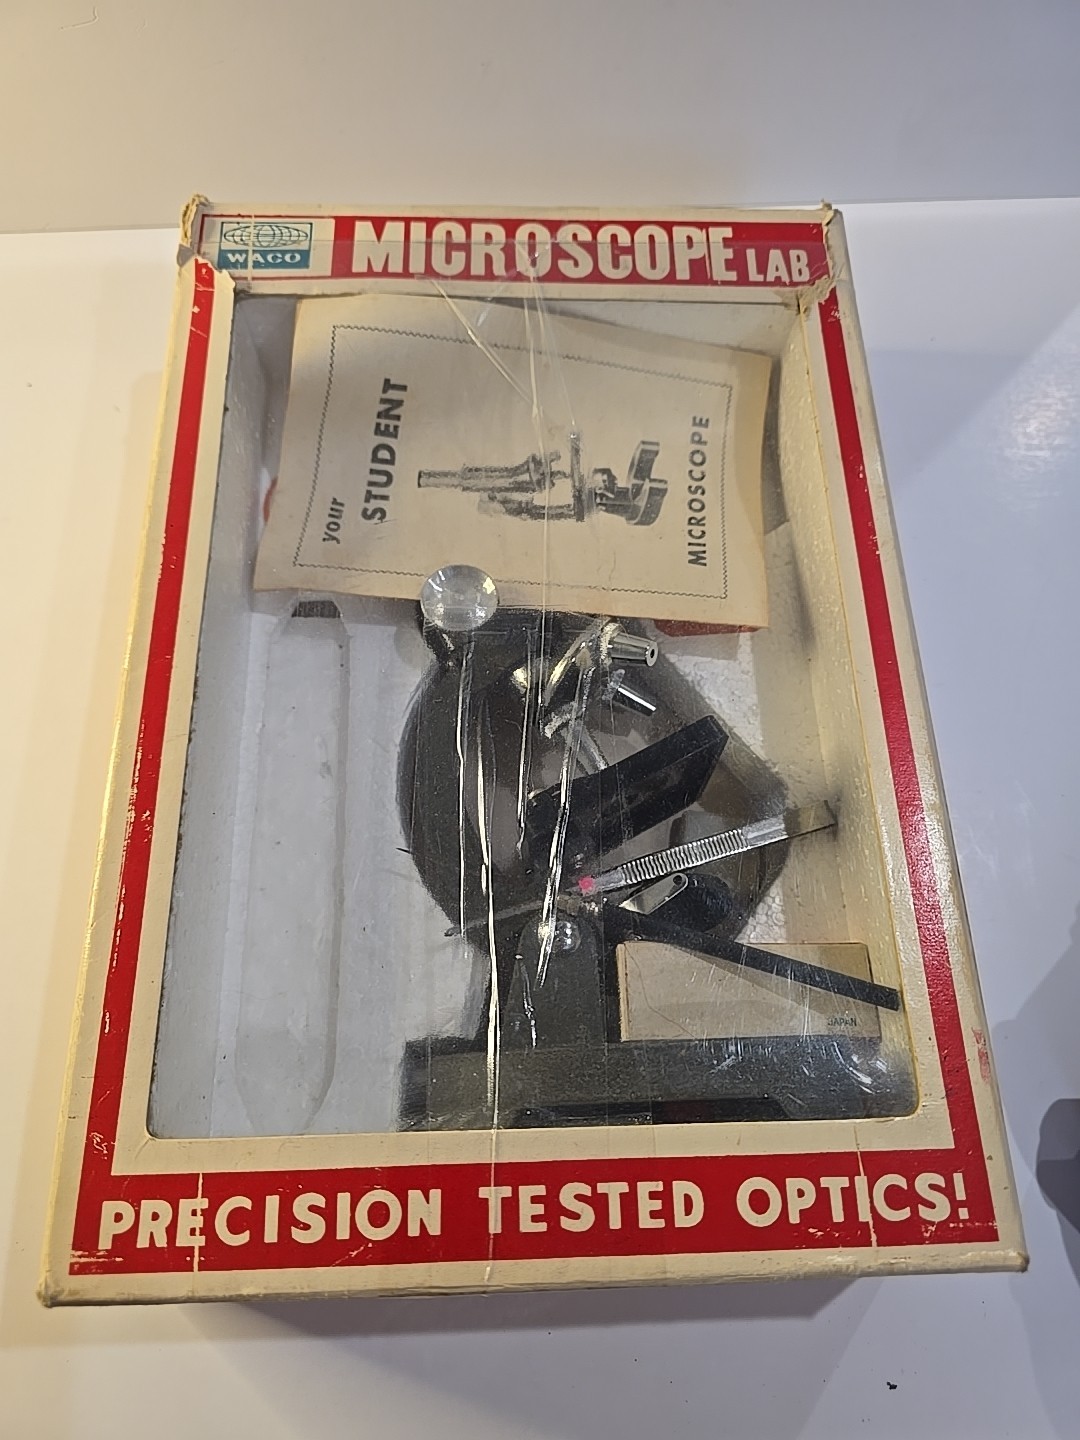 WACO
MICROSCOPE LAB
your
STUDENT
MICROSCOPE
JAPAN
PRECISION TESTED OPTICS!